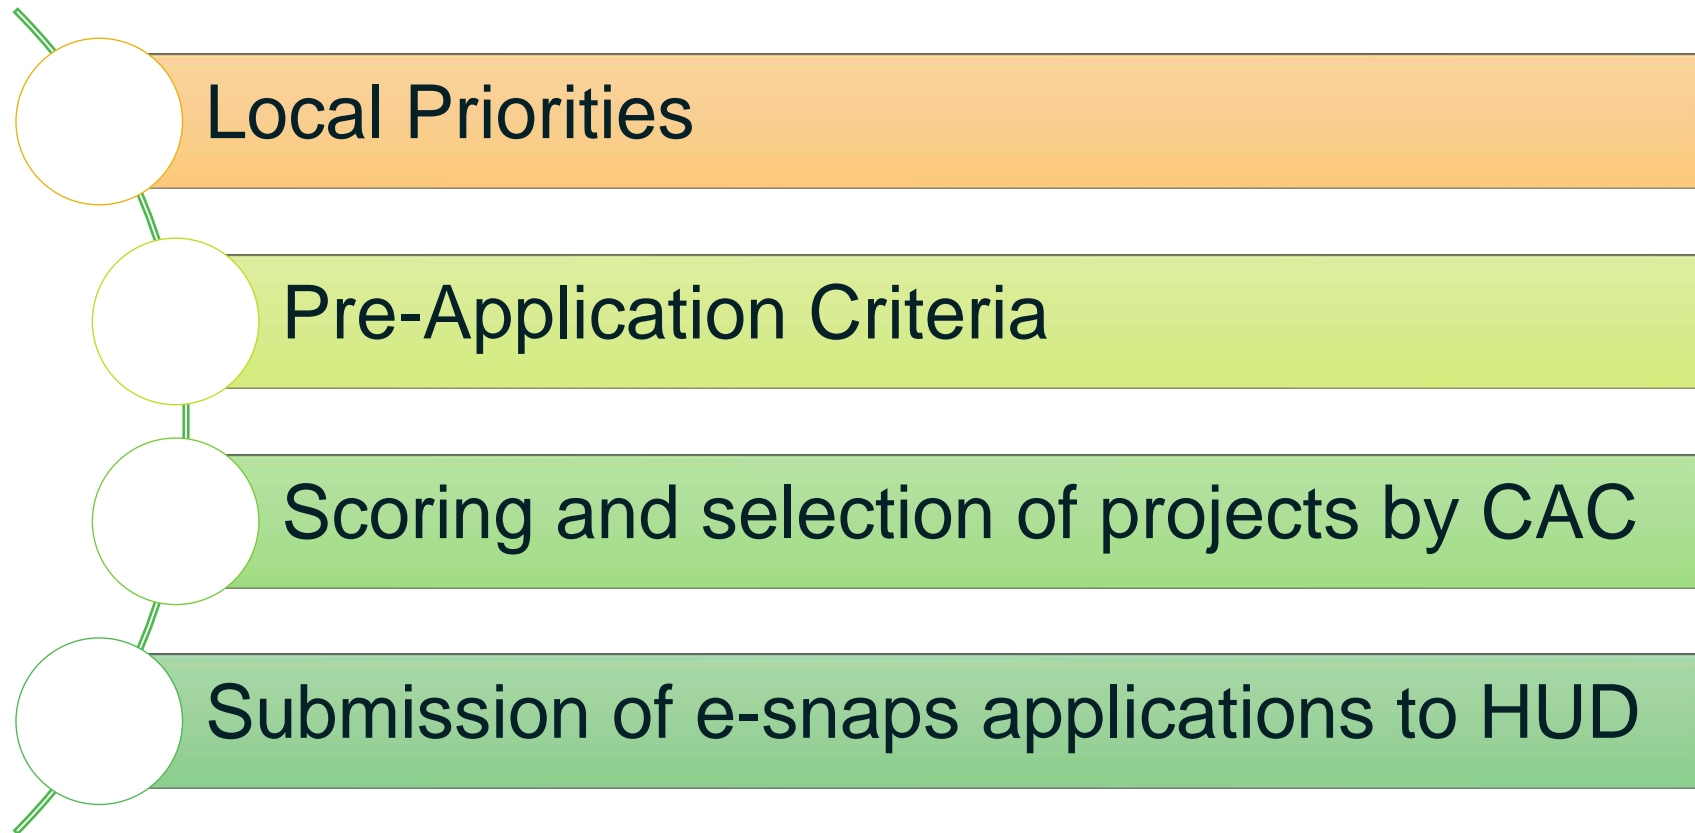 Local Priorities
Pre-Application Criteria
Scoring and selection of projects by CAC
Submission of e-snaps applications to HUD